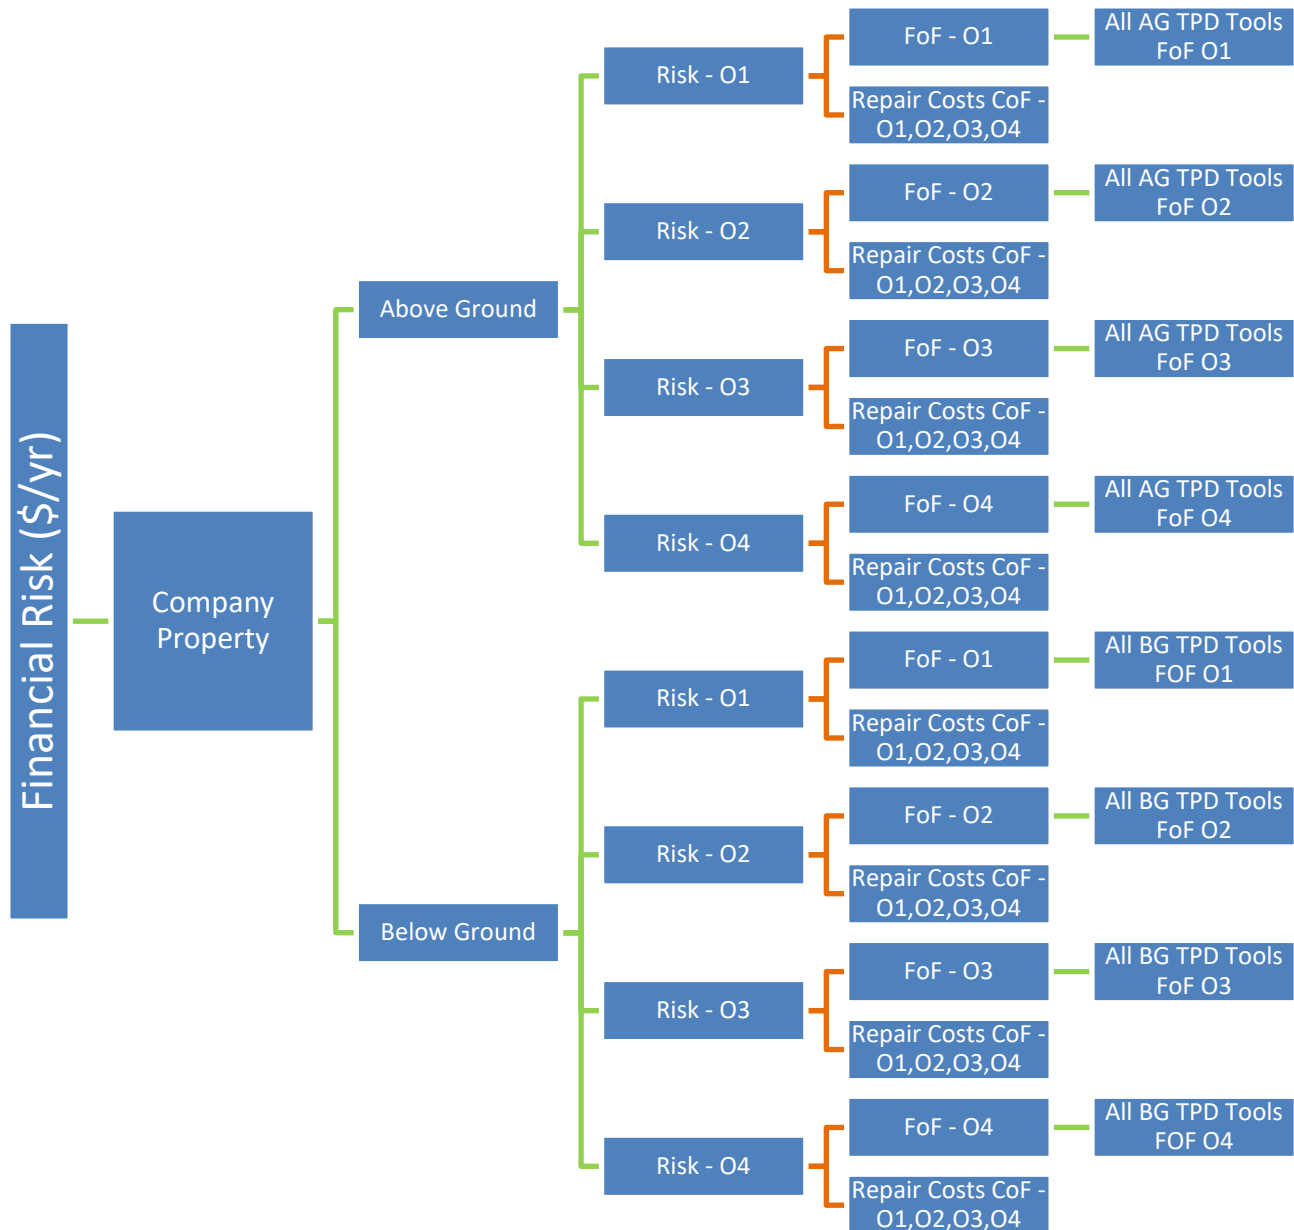 Financial Risk ($/yr)
Company
Property
Above Ground
Risk - O1
FoF - O1
All AG TPD Tools
FoF O1
Repair Costs CoF -
O1,O2,O3,O4
Risk - O2
FoF - O2
All AG TPD Tools
FoF O2
Repair Costs CoF -
O1,O2,O3,O4
Risk - O3
FoF - O3
All AG TPD Tools
FoF O3
Repair Costs CoF -
O1,O2,O3,O4
Risk - O4
FoF - O4
All AG TPD Tools
FoF O4
Repair Costs CoF -
O1,O2,O3,O4
Below Ground
Risk - O1
FoF - O1
All BG TPD Tools
FOF O1
Repair Costs CoF -
O1,O2,O3,O4
Risk - O2
FoF - O2
All BG TPD Tools
FoF O2
Repair Costs CoF -
O1,O2,O3,O4
Risk - O3
FoF - O3
All BG TPD Tools
FoF O3
Repair Costs CoF -
O1,O2,O3,O4
Risk - O4
FoF - O4
All BG TPD Tools
FOF O4
Repair Costs CoF -
O1,O2,O3,O4